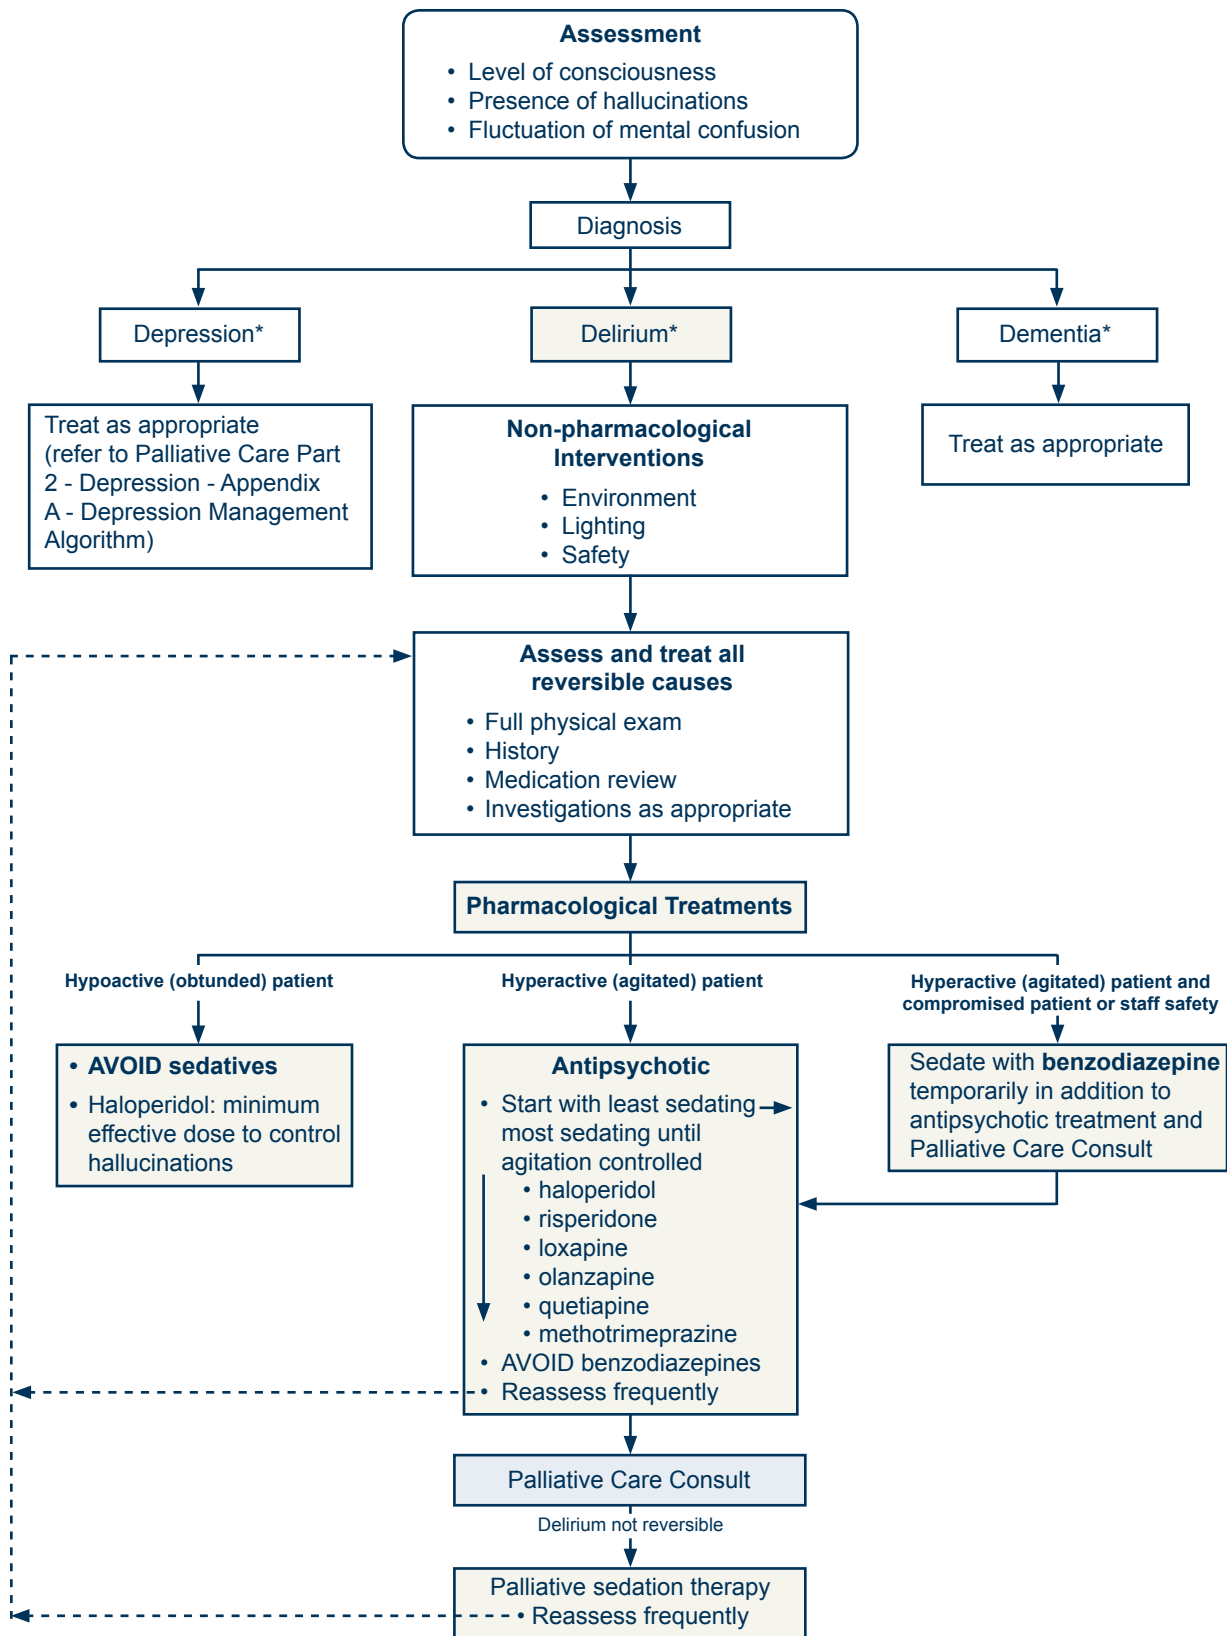 Assessment
• Level of consciousness
• Presence of hallucinations
• Fluctuation of mental confusion
Diagnosis
Depression*
Delirium*
Dementia*
Treat as appropriate
(refer to Palliative Care Part
2 - Depression - Appendix
A - Depression Management
Algorithm)
Non-pharmacological
Interventions
• Environment
• Lighting
• Safety
Treat as appropriate
Assess and treat all
reversible causes
• Full physical exam
• History
• Medication review
• Investigations as appropriate
Pharmacological Treatments
Hypoactive (obtunded) patient
Hyperactive (agitated) patient
Hyperactive (agitated) patient and
compromised patient or staff safety
• AVOID sedatives
• Haloperidol: minimum
effective dose to control
hallucinations
Antipsychotic
• Start with least sedating
most sedating until
agitation controlled
• haloperidol
• risperidone
• loxapine
• olanzapine
• quetiapine
• methotrimeprazine
• AVOID benzodiazepines
• Reassess frequently
Sedate with benzodiazepine
temporarily in addition to
antipsychotic treatment and
Palliative Care Consult
Palliative Care Consult
Delirium not reversible
Palliative sedation therapy
• Reassess frequently